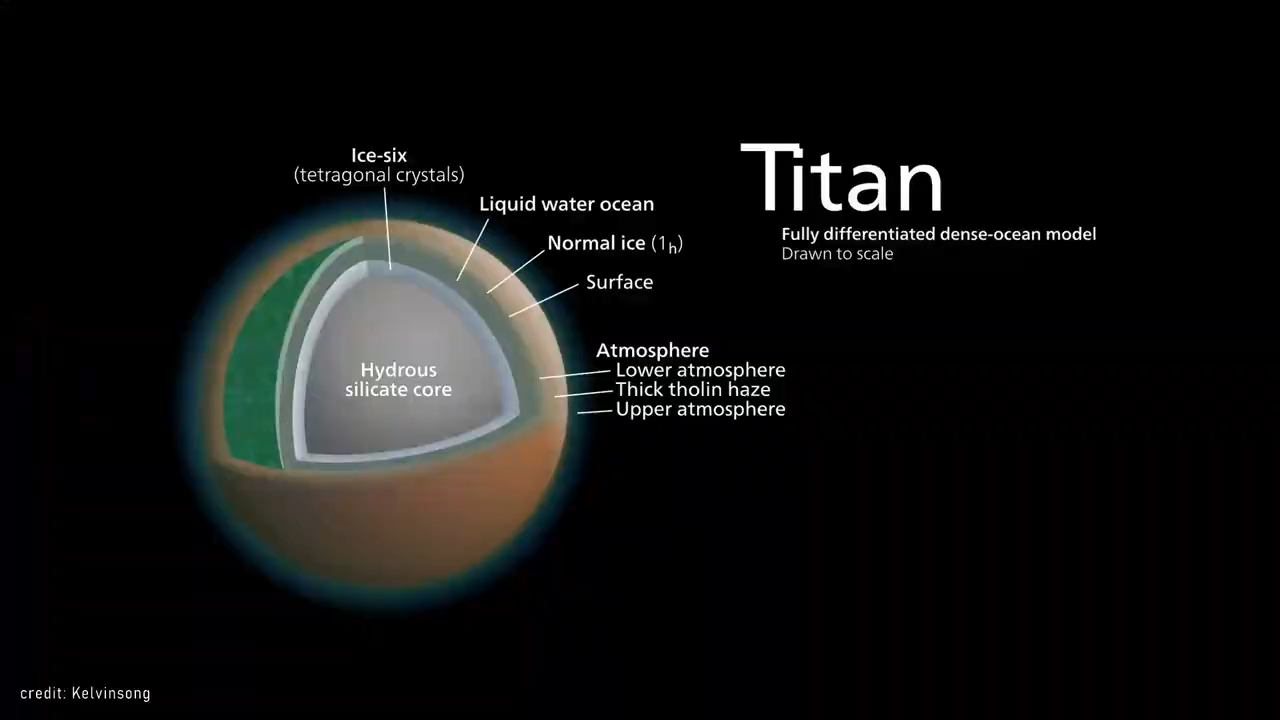 Titan
Fully differentiated dense-ocean model
Drawn to scale
Ice-six
(tetragonal crystals)
Liquid water ocean
Normal ice (1h)
Surface
Atmosphere
Lower atmosphere
Thick tholin haze
Upper atmosphere
Hydrous
silicate core
credit: Kelvinsong